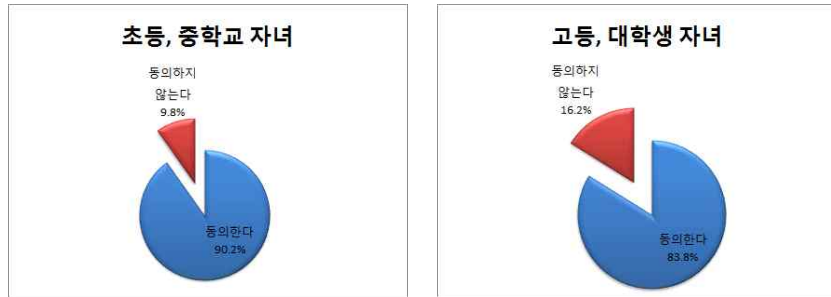 초등, 중학교 자녀
동의하지
않는다
9.8%
동의한다
90.2%
고등, 대학생 자녀
동의하지
않는다
16.2%
동의한다
83.8%